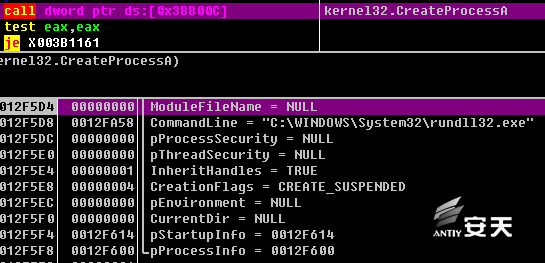 call dword ptr ds:[0x3BB00C] kernel32.CreateProcessA
test eax,eax
je X003B1161
ernel32.CreateProcessA)
012F5D4 00000000 ModuleFileName = NULL
012F5D8 0012FA58 CommandLine = "C:\WINDOWS\System32\rundll32.exe"
012F5DC 00000000 pProcessSecurity = NULL
012F5E0 00000000 pThreadSecurity = NULL
012F5E4 00000001 InheritHandles = TRUE
012F5E8 00000004 CreationFlags = CREATE_SUSPENDED
012F5EC 00000000 pEnvironment = NULL
012F5F0 00000000 CurrentDir = NULL
012F5F4 0012F614 pStartupInfo = 0012F614
012F5F8 0012F600 pProcessInfo = 0012F600
ANTIY 安天